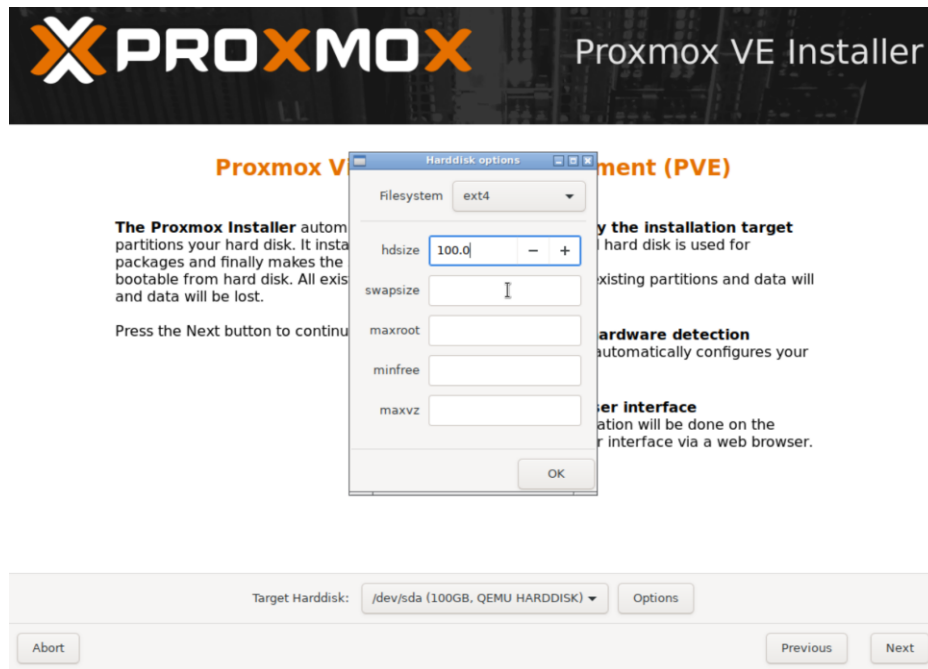 PROXMOX
Proxmox VE Installer
Harddisk options
Proxmox Vi
ment (PVE)
Filesystem ext4
The Proxmox Installer autom
partitions your hard disk. It insta
packages and finally makes the
bootable from hard disk. All exis
and data will be lost.
Press the Next button to continu
hdsize 100.0 − +
swapsize
maxroot
minfree
maxvz
OK
y the installation target
hard disk is used for
existing partitions and data will
ardware detection
automatically configures your
er interface
ation will be done on the
r interface via a web browser.
Target Harddisk: /dev/sda (100GB, QEMU HARDDISK) Options
Abort Previous Next